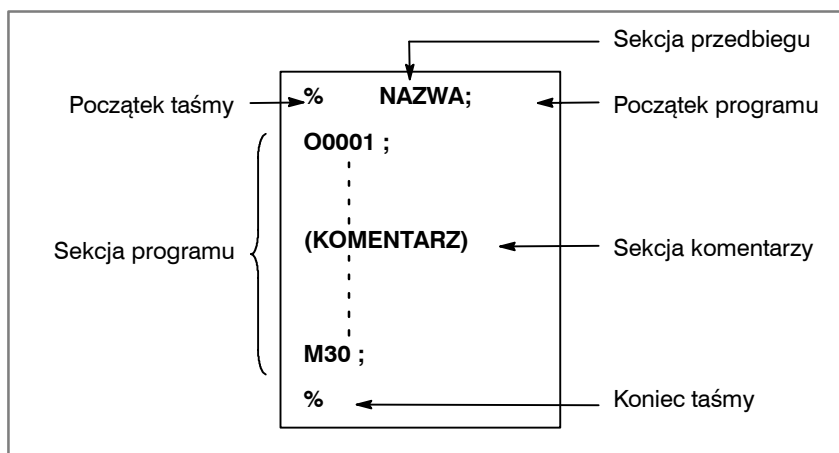 Sekcja przedbiegu
Początek taśmy % NAZWA; Początek programu
O0001 ;
Sekcja programu (KOMENTARZ) Sekcja komentarzy
M30 ;
% Koniec taśmy